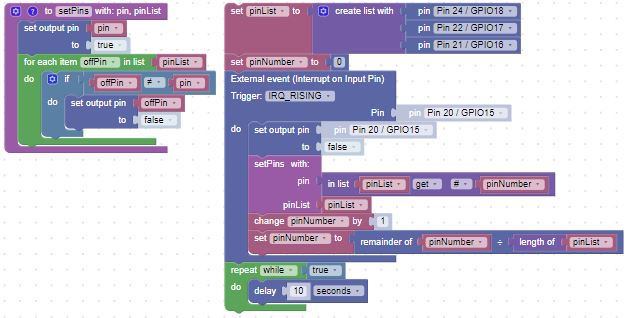 to setPins with: pin, pinList
set output pin pin
to true
for each item offPin in list pinList
do if offPin ≠ pin
do set output pin offPin
to false
set pinList to create list with pin Pin 24 / GPIO18
pin Pin 22 / GPIO17
pin Pin 21 / GPIO16
set pinNumber to 0
External event (Interrupt on Input Pin)
Trigger: IRQ_RISING
Pin pin Pin 20 / GPIO15
do set output pin pin Pin 20 / GPIO15
to false
setPins with:
pin in list pinList get # pinNumber
pinList pinList
change pinNumber by 1
set pinNumber to remainder of pinNumber ÷ length of pinList
repeat while true
do delay 10 seconds